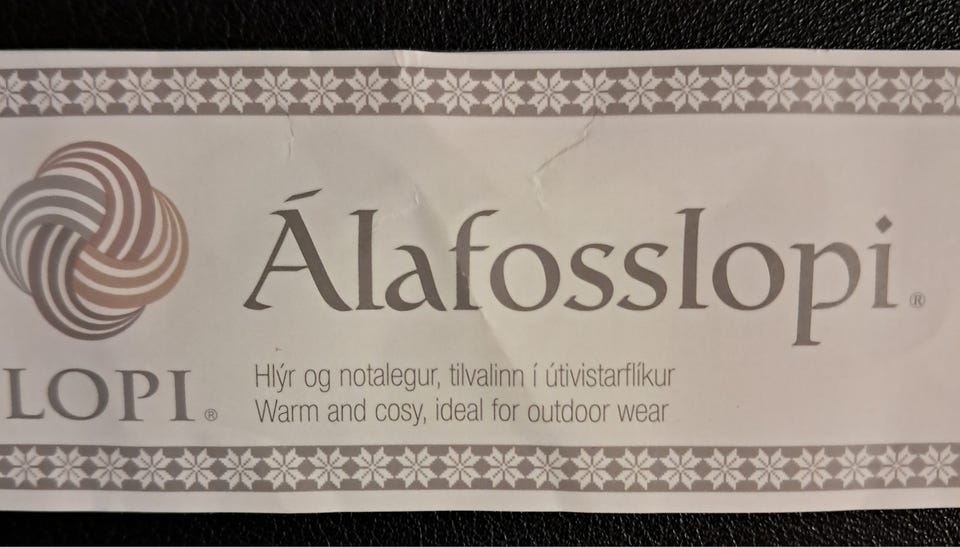 Álafosslopi®
LOPI®
Hlýr og notalegur, tilvalinn í útivistarflíkur
Warm and cosy, ideal for outdoor wear